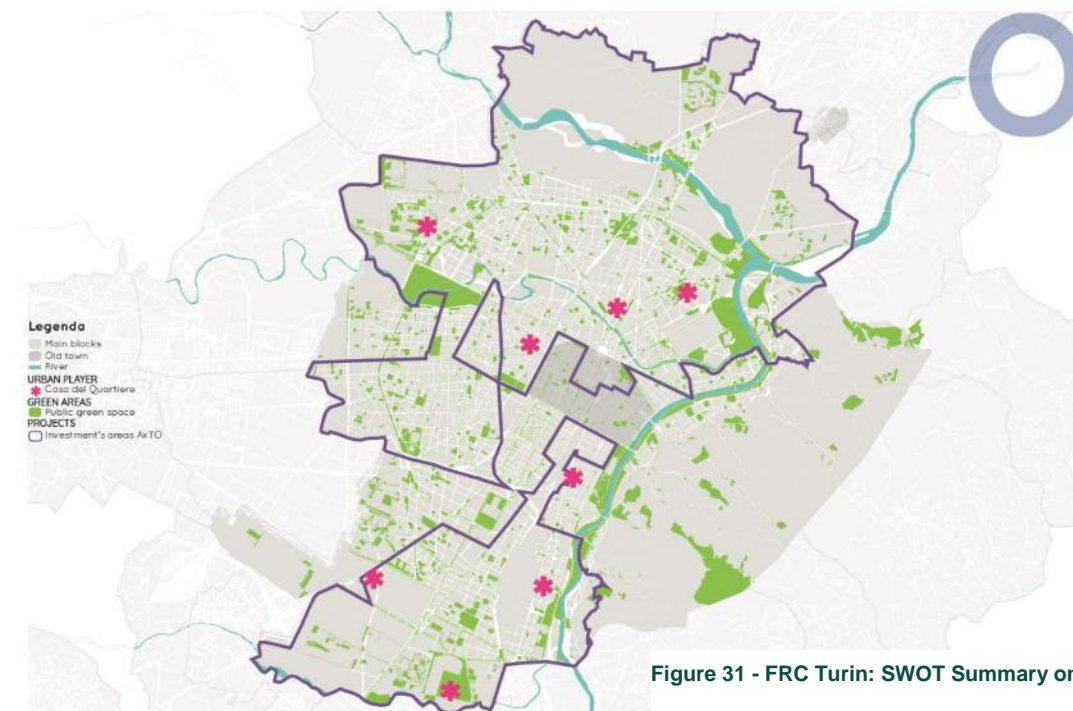 O
Legenda
Main blocks
Old town
River
URBAN PLAYER
Casa del Quartiere
GREEN AREAS
Public green space
PROJECTS
Investment's areas AxTO
Figure 31 - FRC Turin: SWOT Summary on